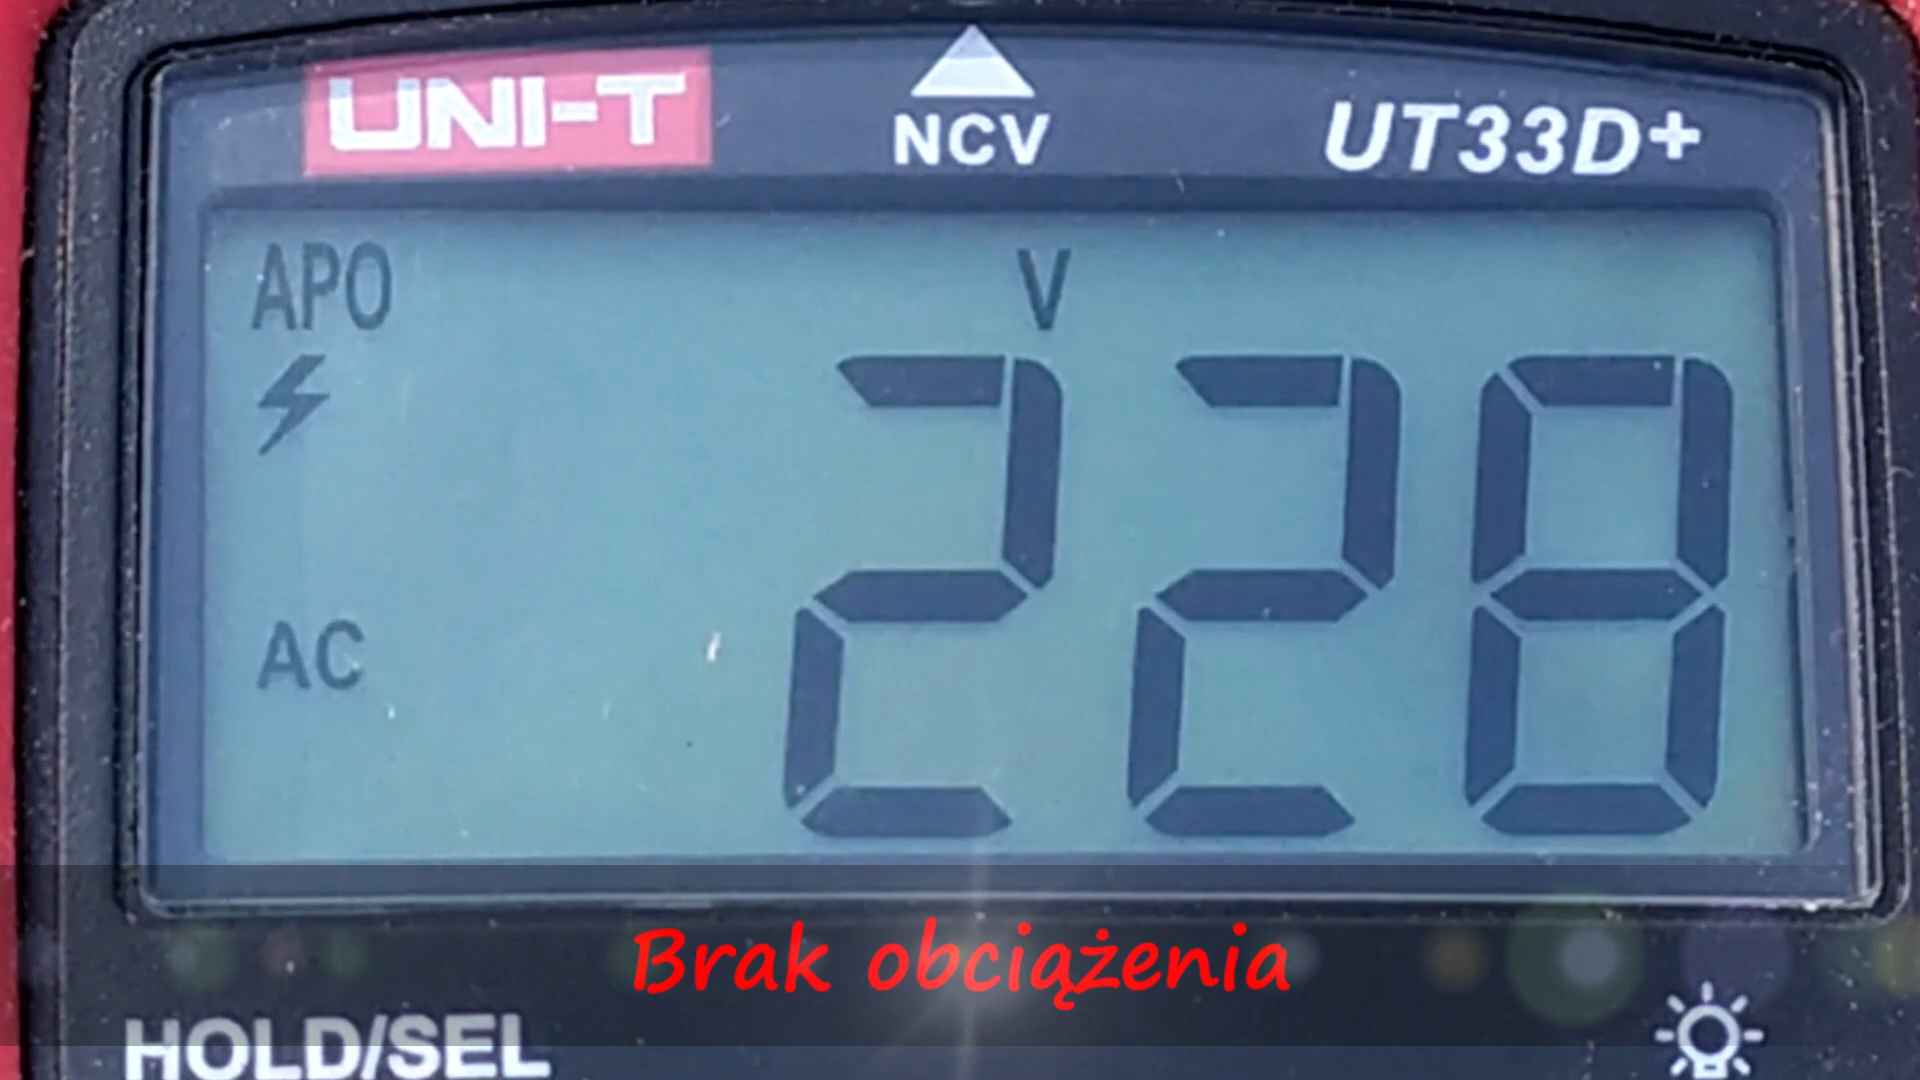 UNI-T
NCV
UT33D+
APO
V
AC
228
Brak obciążenia
HOLD/SEL